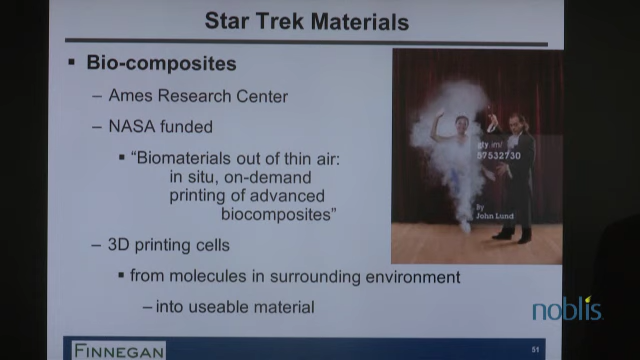 Star Trek Materials
▪ Bio-composites
– Ames Research Center
– NASA funded
▪ “Biomaterials out of thin air:
in situ, on-demand
printing of advanced
biocomposites”
– 3D printing cells
▪ from molecules in surrounding environment
– into useable material
57532730
By
John Lund
noblis
FINNEGAN
51